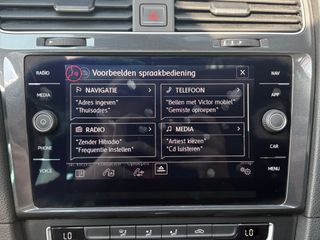 Voorbeelden spraakbediening
RADIO
NAV
NAVIGATIE
"Adres ingeven"
"Thuisadres"
TELEFOON
"Bellen met Victor mobiel"
"Gemiste oproepen"
MEDIA
APP
RADIO
"Zender Hitradio"
"Frequentie instellen"
MEDIA
"Artiest kiezen"
"Cd luisteren"
PHONE
CAR
VOICE
MENU
LO
LO